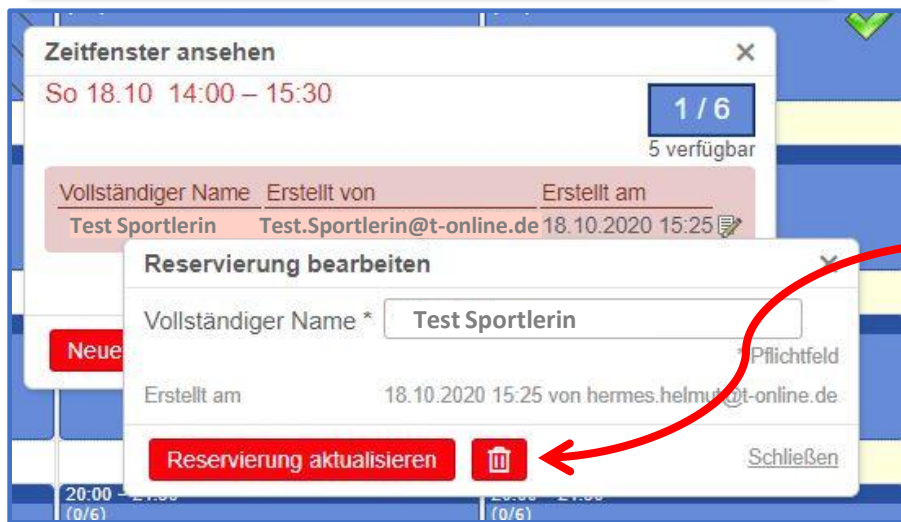 Zeitfenster ansehen
So 18.10 14:00 – 15:30
1 / 6
5 verfügbar
Vollständiger Name Erstellt von Erstellt am
Test Sportlerin Test.Sportlerin@t-online.de 18.10.2020 15:25
Reservierung bearbeiten
Vollständiger Name * Test Sportlerin
* Pflichtfeld
Neue
Erstellt am 18.10.2020 15:25 von hermes.helmut@t-online.de
Reservierung aktualisieren Schließen
20:00 –
(0/6) (0/6)